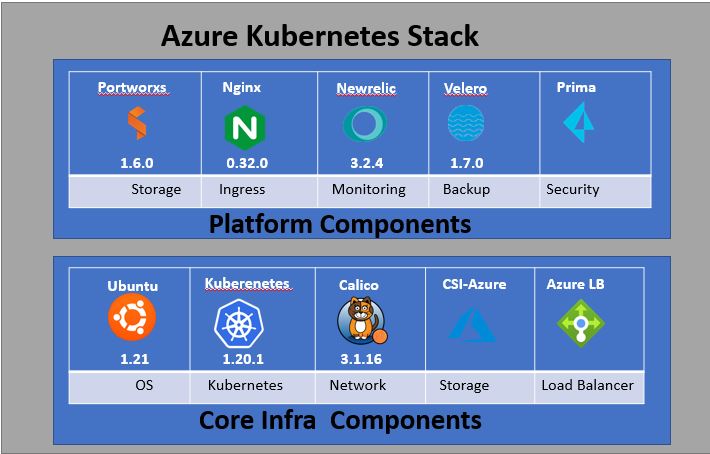 Azure Kubernetes Stack
Portworxs Nginx Newrelic Velero Prima
N
1.6.0 0.32.0 3.2.4 1.7.0
Storage Ingress Monitoring Backup Security
Platform Components
Ubuntu Kuberenetes Calico CSI-Azure Azure LB
1.21 1.20.1 3.1.16
OS Kubernetes Network Storage Load Balancer
Core Infra Components